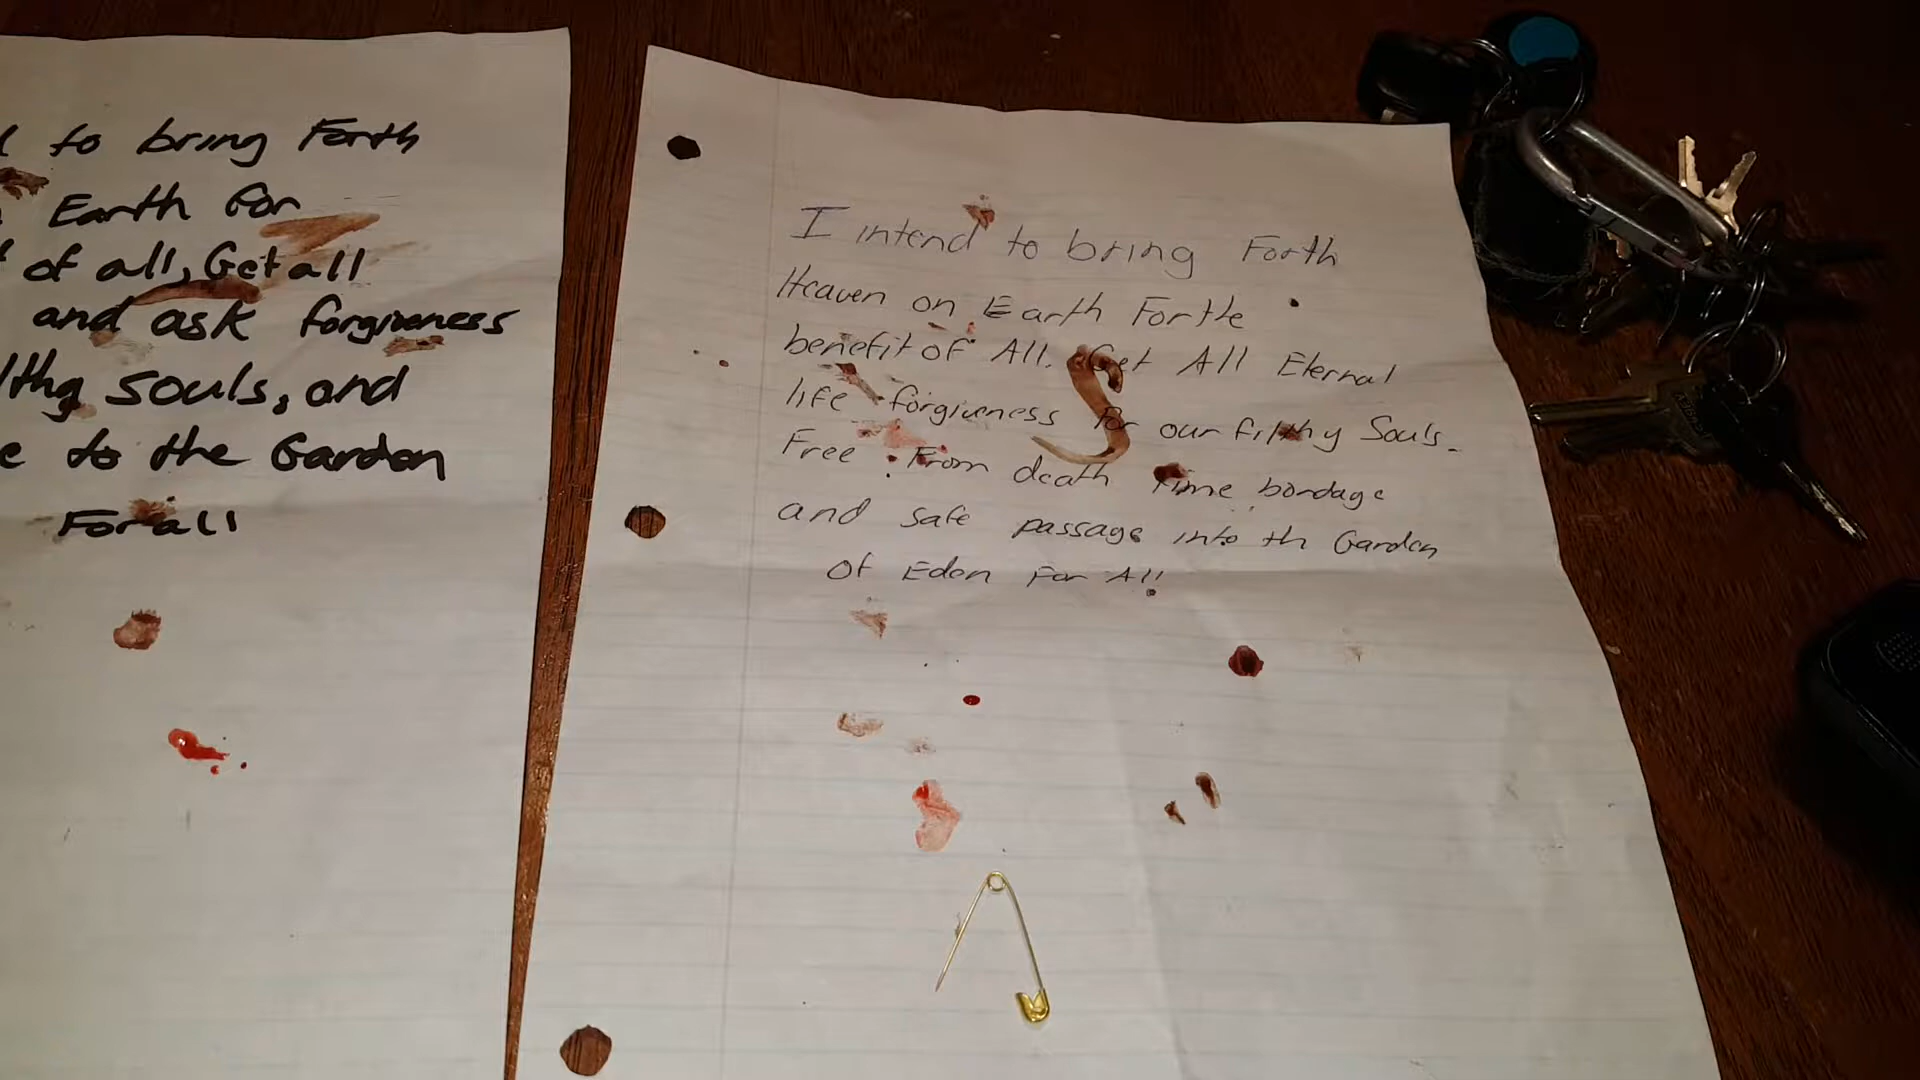 to bring Forth
Earth for
of all, Get all
and ask forgiveness
souls, and
to the Garden
For all
I intend to bring Forth
Heaven on Earth For the
benefit of All. Get All Eternal
life forgiveness For our filthy Souls.
Free From death time bondage
and safe passage into th Garden
Of Eden For All